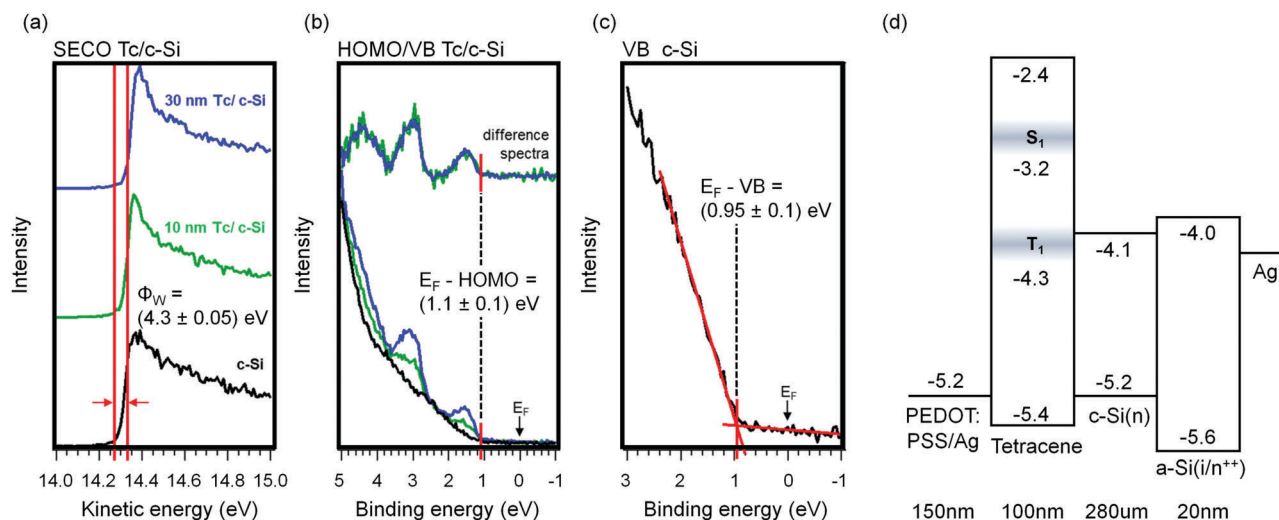 (a)
SECO Tc/c-Si
30 nm Tc/ c-Si
10 nm Tc/ c-Si
Φ_W =
(4.3 ± 0.05) eV
c-Si
Intensity
14.0 14.2 14.4 14.6 14.8 15.0
Kinetic energy (eV)
(b)
HOMO/VB Tc/c-Si
difference
spectra
E_F - HOMO =
(1.1 ± 0.1) eV
E_F
Intensity
5 4 3 2 1 0 -1
Binding energy (eV)
(c)
VB c-Si
E_F - VB =
(0.95 ± 0.1) eV
E_F
Intensity
3 2 1 0 -1
Binding energy (eV)
(d)
-2.4
S₁
-3.2
T₁
-4.3
-4.1
-4.0
Ag
-5.2
-5.2
-5.4
-5.6
PEDOT:
PSS/Ag
Tetracene
c-Si(n)
a-Si(i/n⁺⁺)
150nm 100nm 280um 20nm